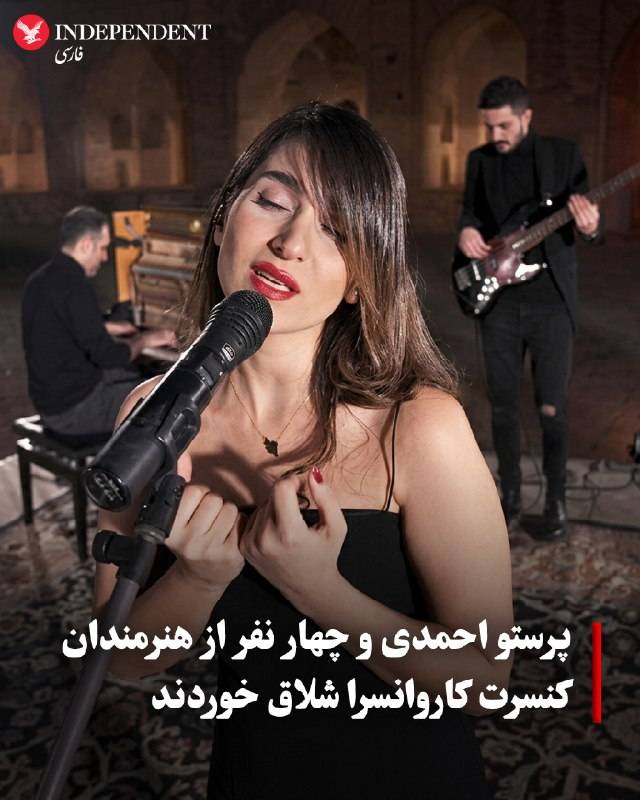 INDEPENDENT
فارسی
پرستو احمدی و چهار نفر از هنرمندان
کنسرت کاروانسرا شلاق خوردند